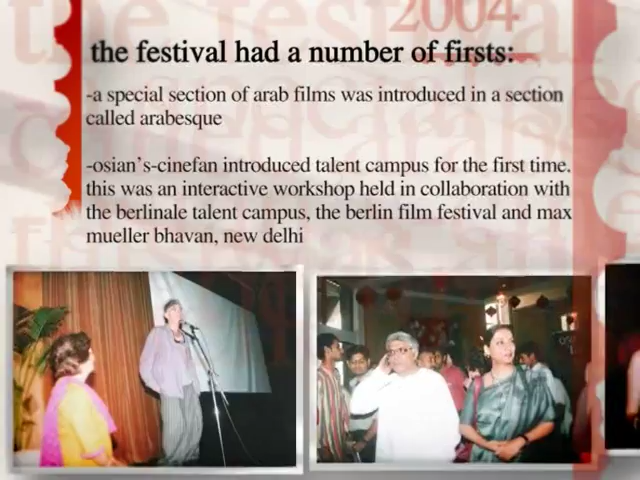 2004
the festival had a number of firsts:
-a special section of arab films was introduced in a section
called arabesque
-osian's-cinefan introduced talent campus for the first time.
this was an interactive workshop held in collaboration with
the berlinale talent campus, the berlin film festival and max
mueller bhavan, new delhi